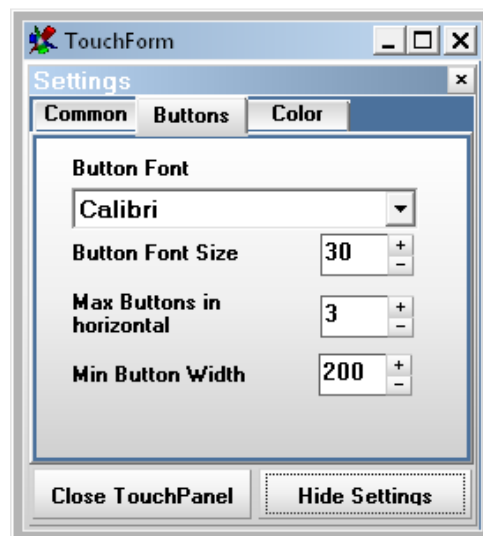 TouchForm
Settings
Common Buttons Color
Button Font
Calibri
Button Font Size 30
Max Buttons in
horizontal 3
Min Button Width 200
Close TouchPanel Hide Settings